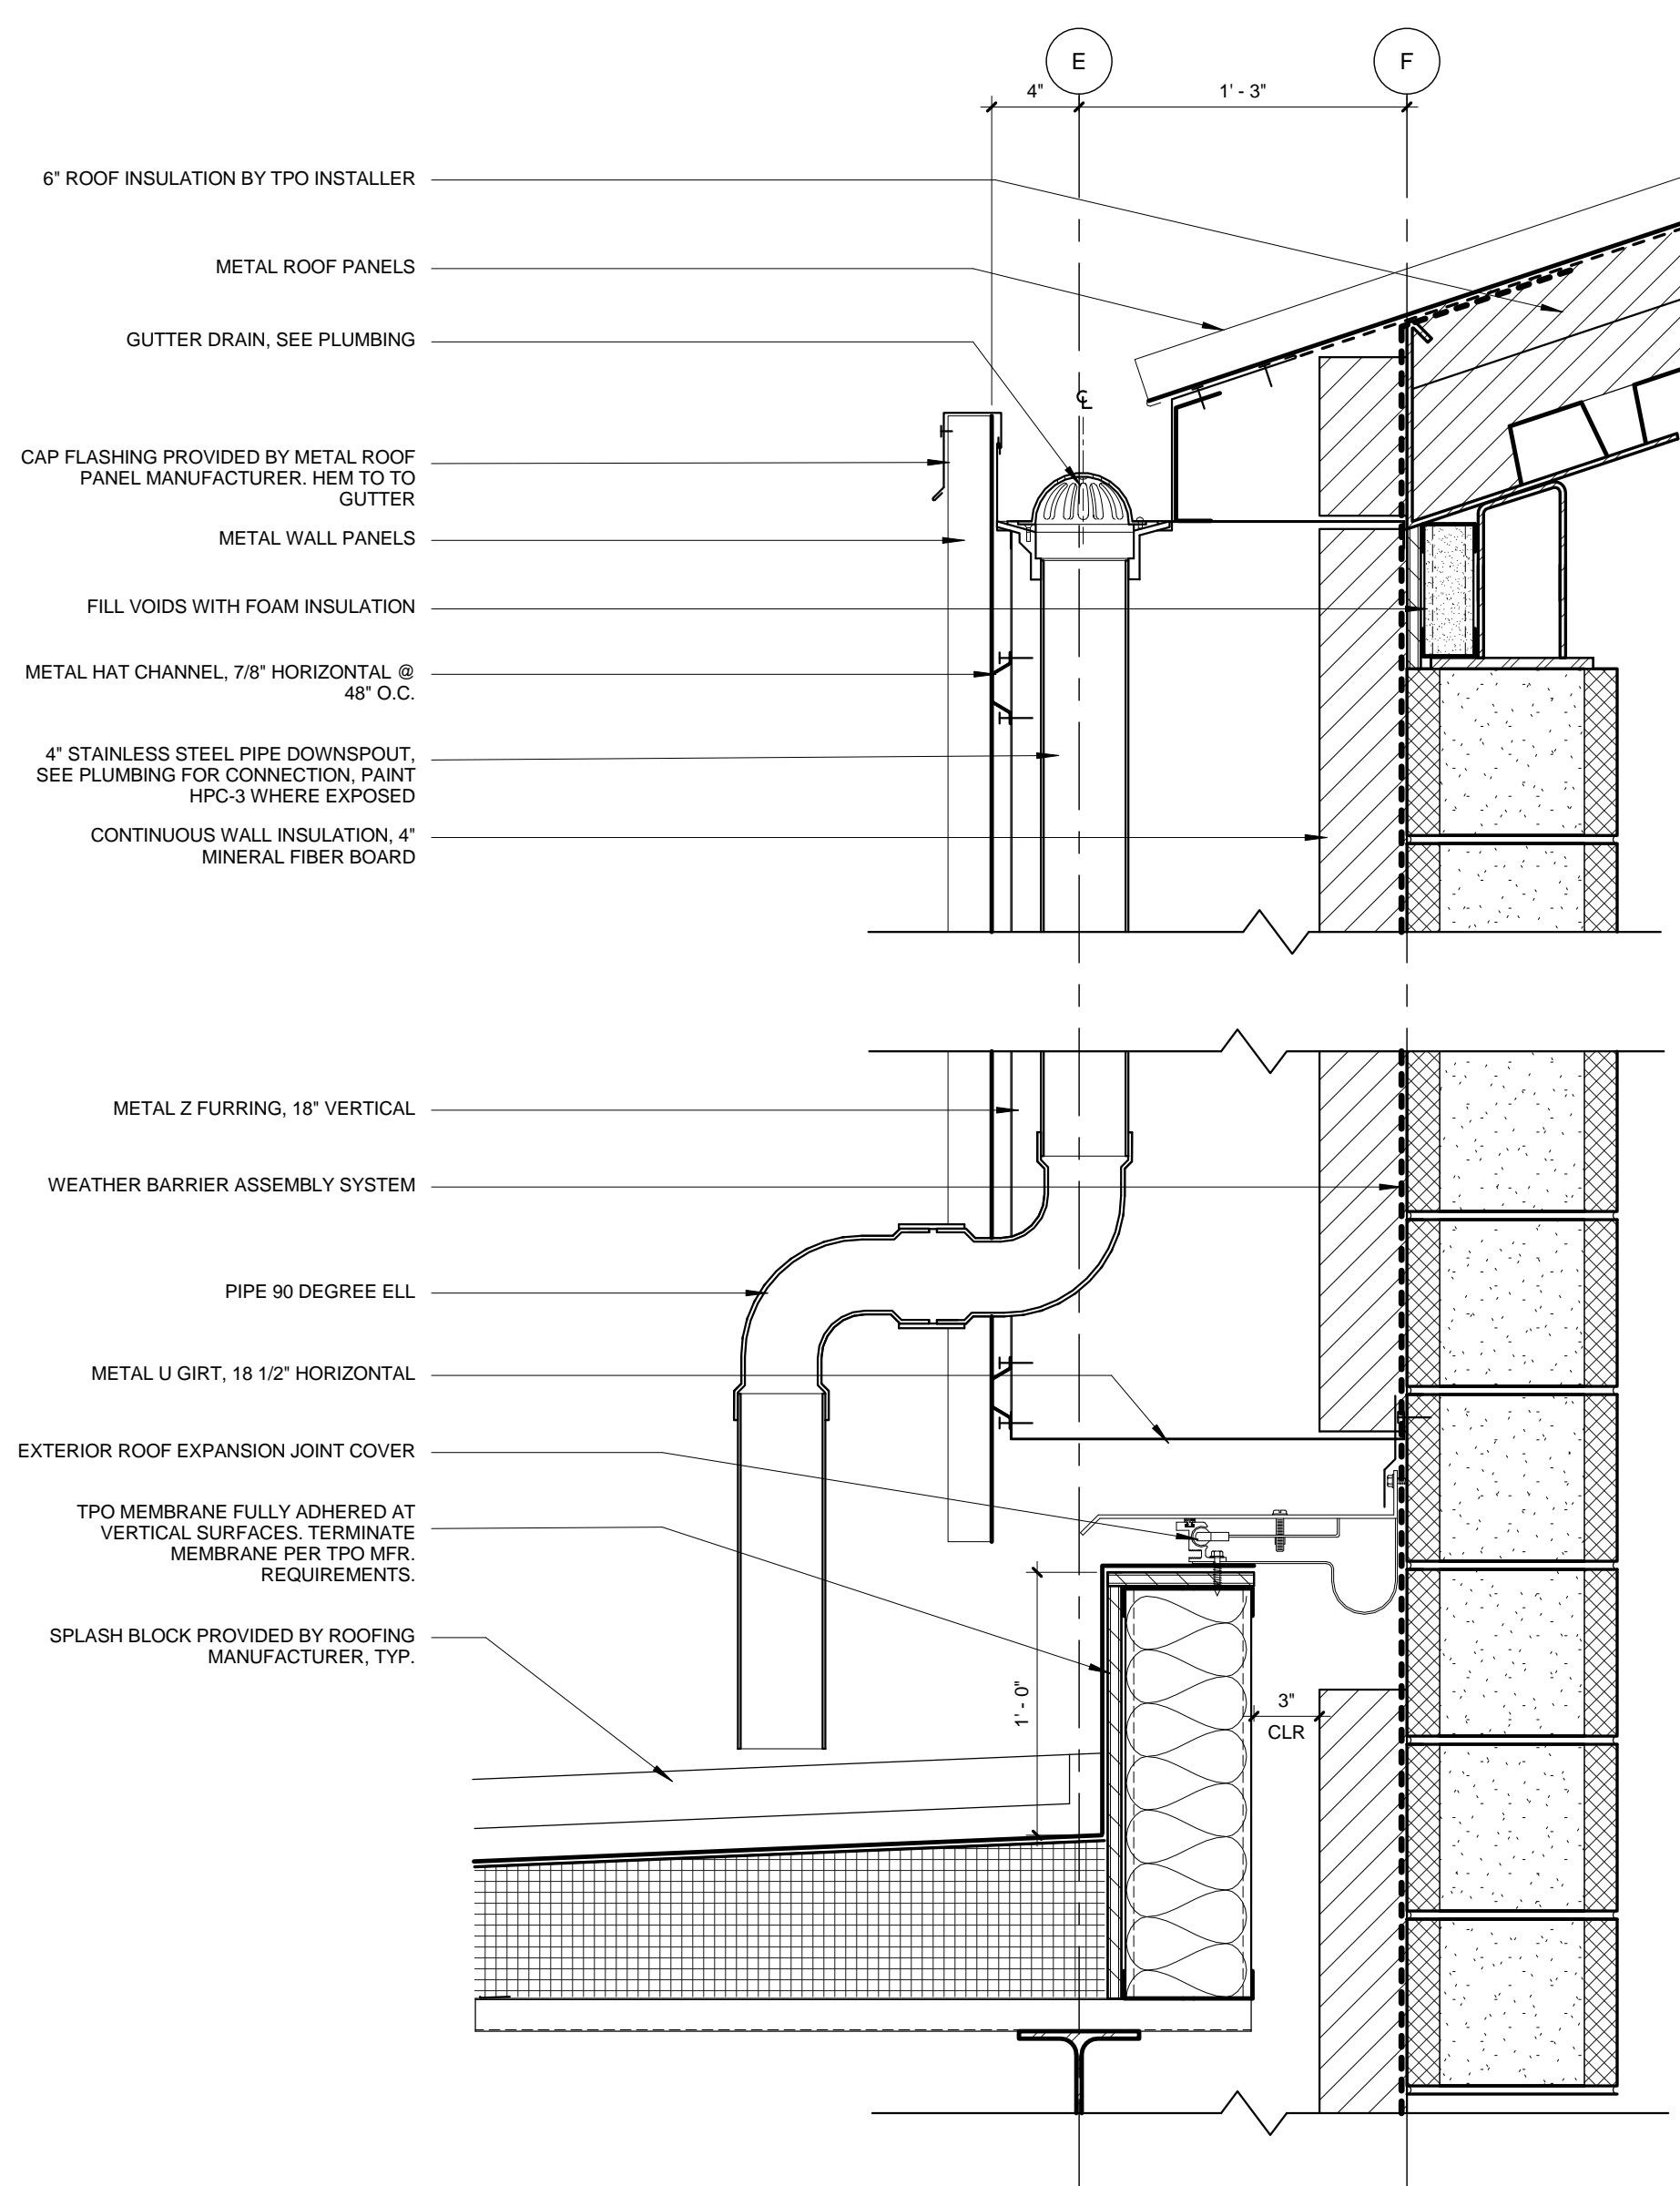 E
F
4"
1' - 3"
6" ROOF INSULATION BY TPO INSTALLER
METAL ROOF PANELS
GUTTER DRAIN, SEE PLUMBING
℄
CAP FLASHING PROVIDED BY METAL ROOF
PANEL MANUFACTURER. HEM TO TO
GUTTER
METAL WALL PANELS
FILL VOIDS WITH FOAM INSULATION
METAL HAT CHANNEL, 7/8" HORIZONTAL @
48" O.C.
4" STAINLESS STEEL PIPE DOWNSPOUT,
SEE PLUMBING FOR CONNECTION, PAINT
HPC-3 WHERE EXPOSED
CONTINUOUS WALL INSULATION, 4"
MINERAL FIBER BOARD
METAL Z FURRING, 18" VERTICAL
WEATHER BARRIER ASSEMBLY SYSTEM
PIPE 90 DEGREE ELL
METAL U GIRT, 18 1/2" HORIZONTAL
EXTERIOR ROOF EXPANSION JOINT COVER
TPO MEMBRANE FULLY ADHERED AT
VERTICAL SURFACES. TERMINATE
MEMBRANE PER TPO MFR.
REQUIREMENTS.
SPLASH BLOCK PROVIDED BY ROOFING
MANUFACTURER, TYP.
1' - 0"
3"
CLR